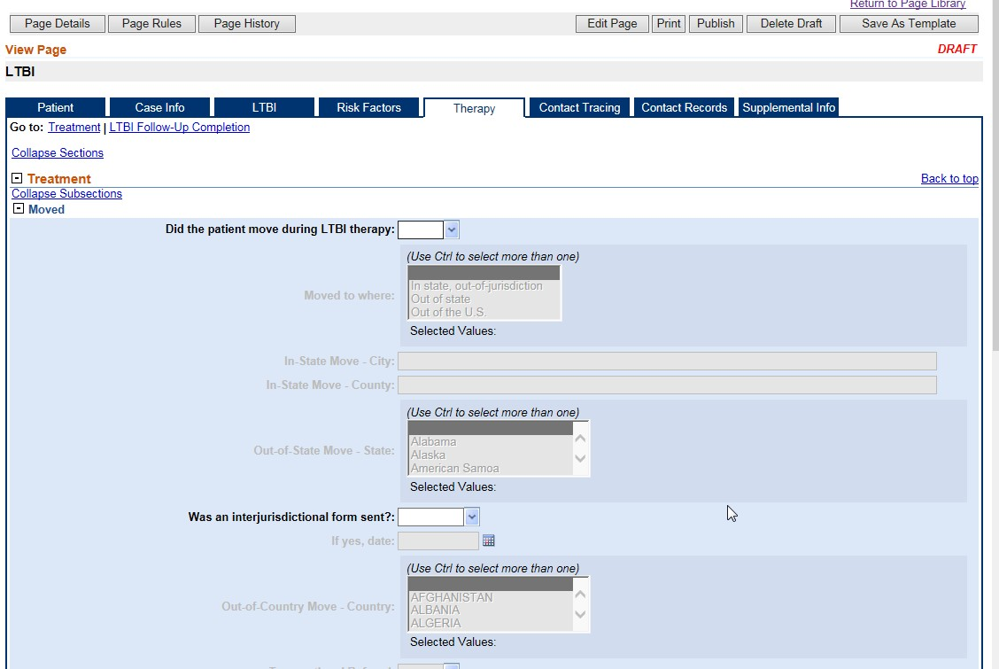 Return to Page Library
Page Details Page Rules Page History Edit Page Print Publish Delete Draft Save As Template
View Page DRAFT
LTBI
Patient Case Info LTBI Risk Factors Therapy Contact Tracing Contact Records Supplemental Info
Go to: Treatment | LTBI Follow-Up Completion
Collapse Sections
Treatment Back to top
Collapse Subsections
Moved
Did the patient move during LTBI therapy:
(Use Ctrl to select more than one)
Moved to where:
In state, out-of-jurisdiction
Out of state
Out of the U.S.
Selected Values:
In-State Move - City:
In-State Move - County:
(Use Ctrl to select more than one)
Out-of-State Move - State:
Alabama
Alaska
American Samoa
Selected Values:
Was an interjurisdictional form sent?:
If yes, date:
(Use Ctrl to select more than one)
Out-of-Country Move - Country:
AFGHANISTAN
ALBANIA
ALGERIA
Selected Values: